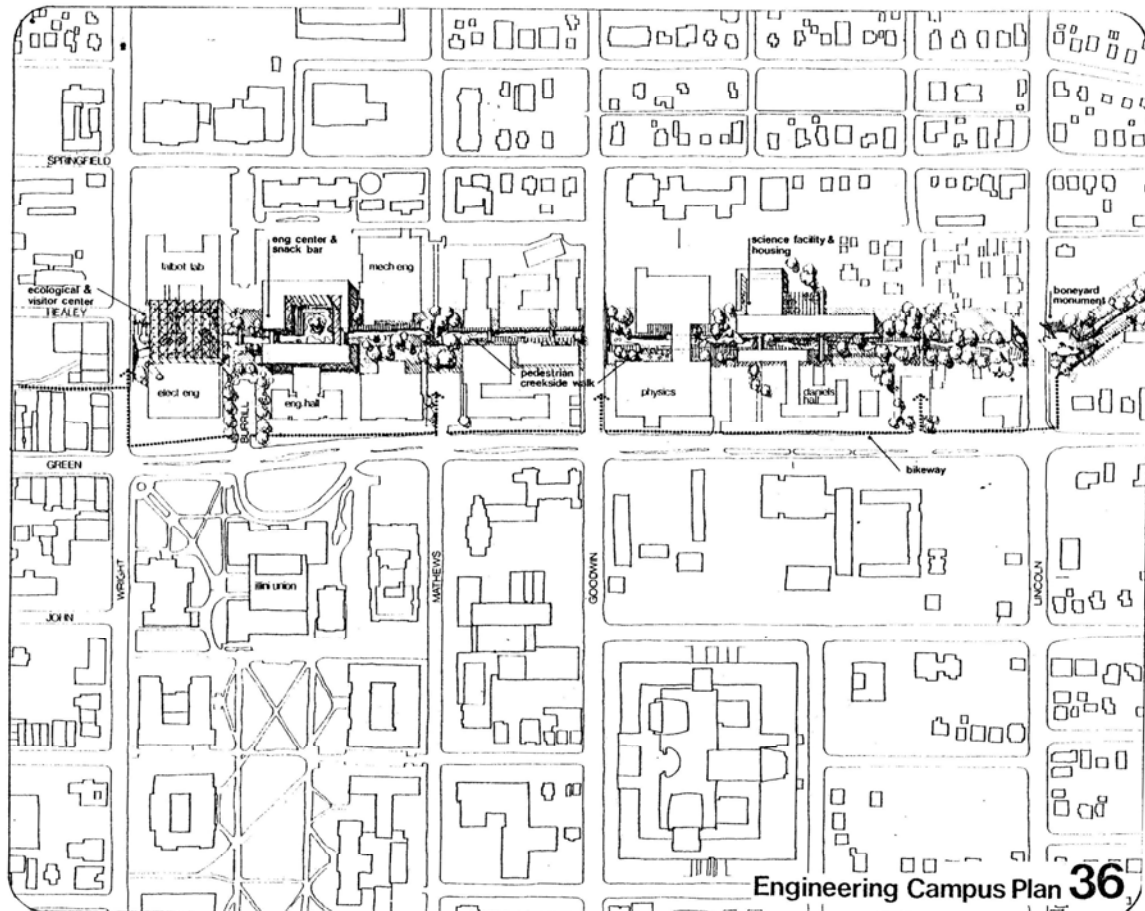 SPRINGFIELD
eng center &
snack bar
mech eng
science facility &
housing
talbot lab
ecological &
visitor center
HEALEY
boneyard
monument
pedestrian
creekside walk
elect eng
BURRILL
eng. hall
physics
daniels
hall
GREEN
bikeway
WRIGHT
illini union
MATHEWS
GOODWIN
LINCOLN
JOHN
Engineering Campus Plan 36